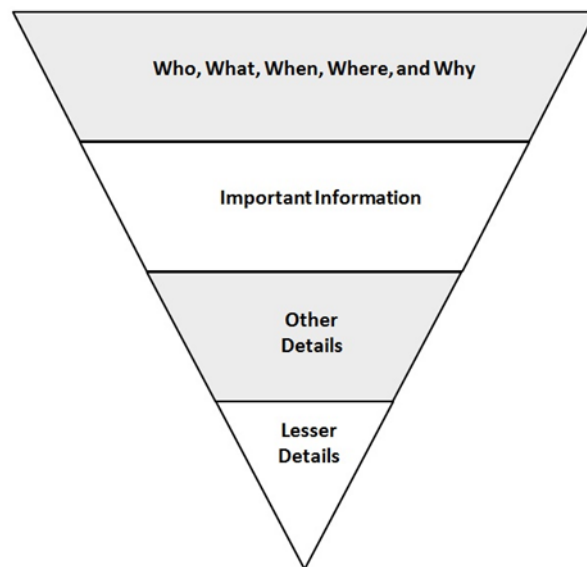 Who, What, When, Where, and Why
Important Information
Other
Details
Lesser
Details